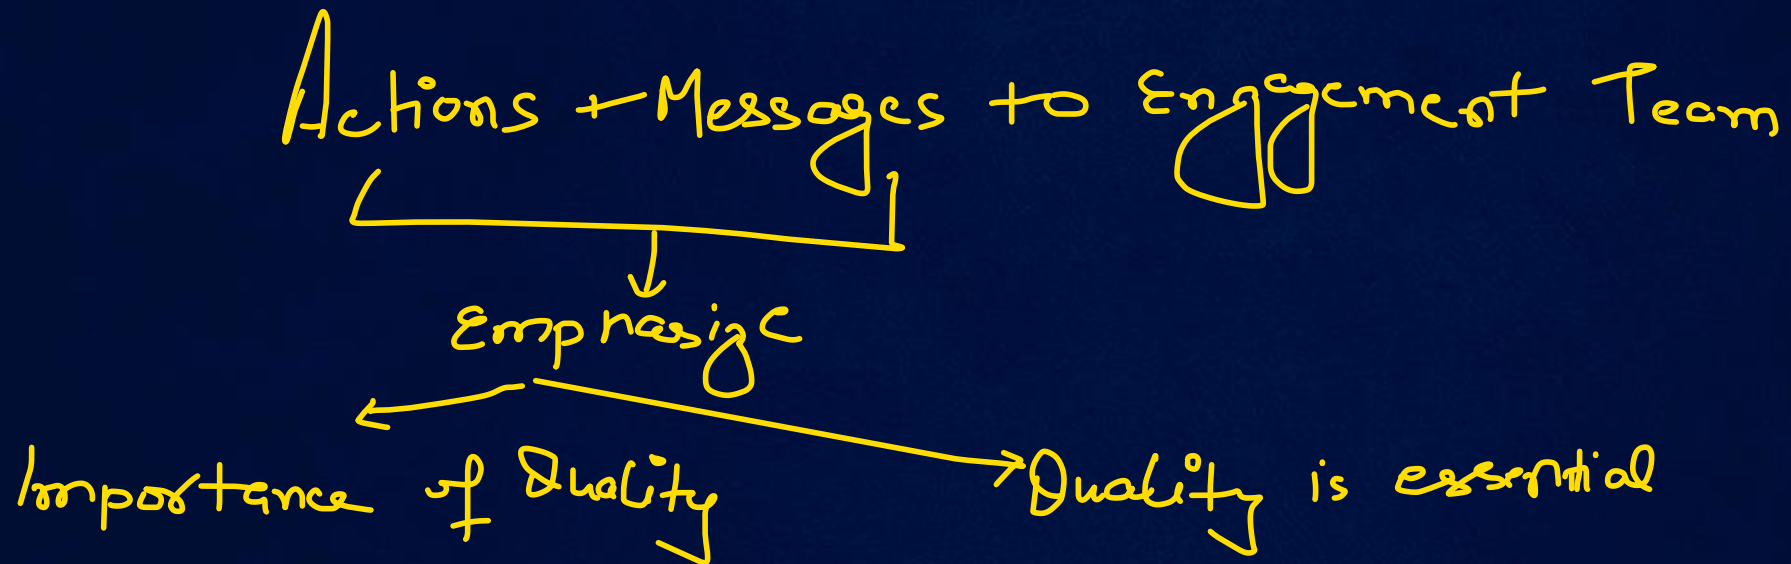 Actions + Messages to Engagement Team
Emphasize
Importance of Quality
Quality is essential